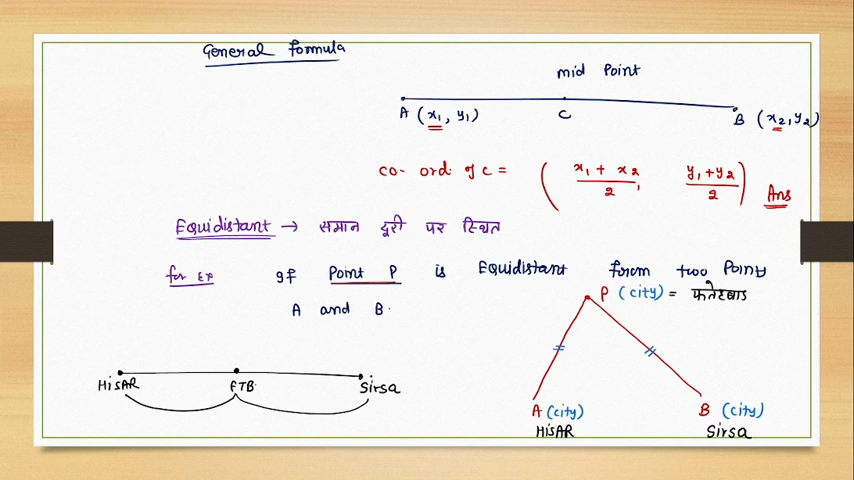 General formula
mid Point
A (x₁, y₁) C B (x₂, y₂)
co-ord. of C = ( x₁ + x₂ / 2, y₁ + y₂ / 2 ) Ans
Equidistant → समान दूरी पर स्थित
for Ex If Point P is Equidistant form two Point
A and B.
P (city) = फतेहबाद
HISAR FTB. Sirsa
A (city) B (city)
HISAR Sirsa